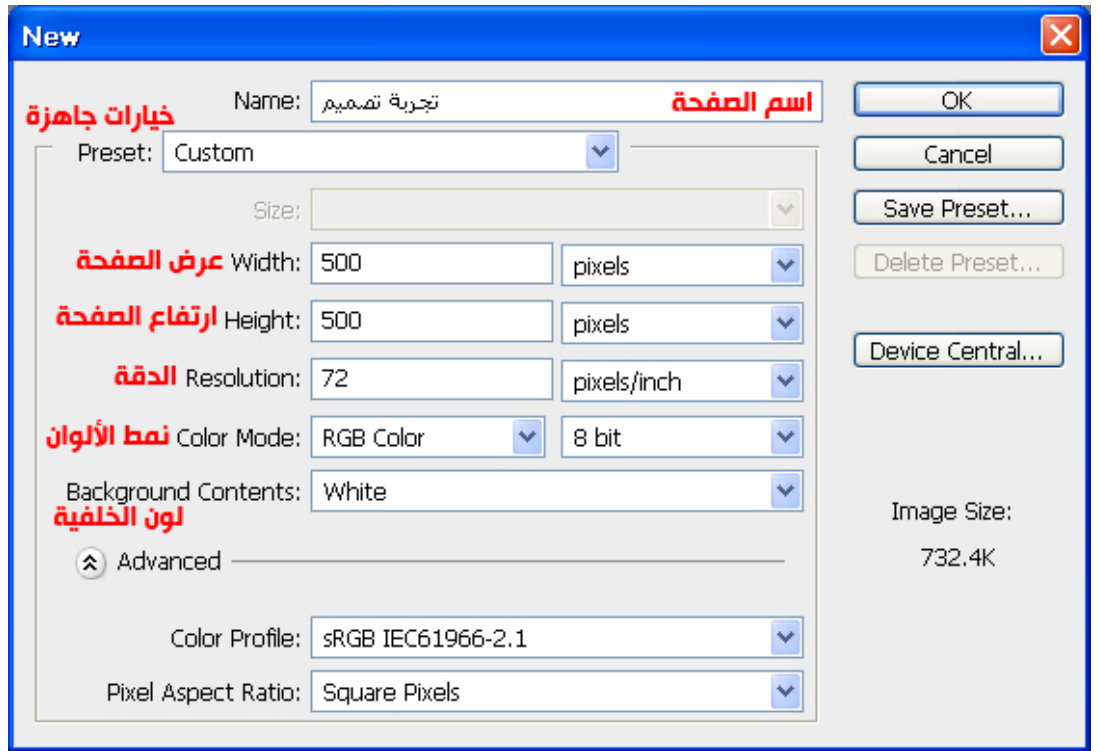 New
Name: تجربة تصميم اسم الصفحة
OK
خيارات جاهزة
Preset: Custom
Cancel
Size:
Save Preset...
عرض الصفحة Width: 500 pixels
Delete Preset...
ارتفاع الصفحة Height: 500 pixels
Device Central...
الدقة Resolution: 72 pixels/inch
نمط الألوان Color Mode: RGB Color 8 bit
Background Contents: White
لون الخلفية
Image Size:
732.4K
Advanced
Color Profile: sRGB IEC61966-2.1
Pixel Aspect Ratio: Square Pixels